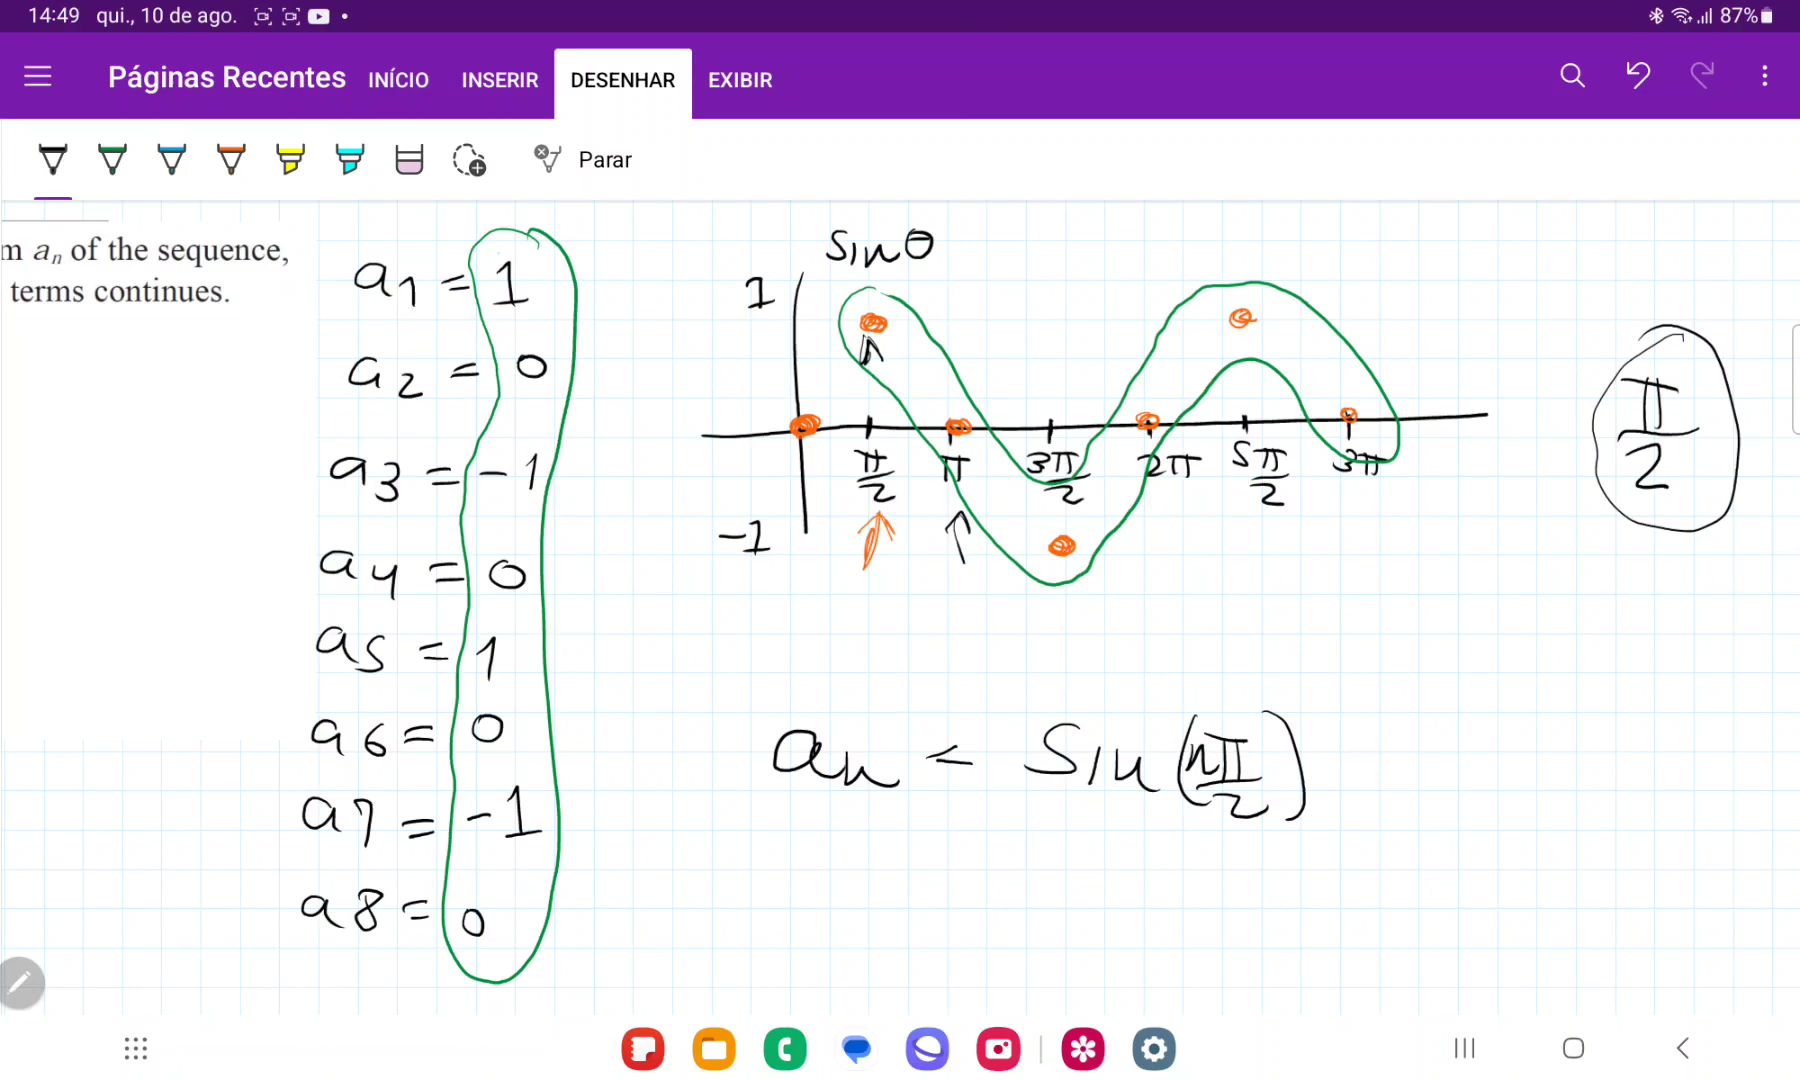 14:49 qui., 10 de ago. 87%
Páginas Recentes INÍCIO INSERIR DESENHAR EXIBIR
Parar
m aₙ of the sequence,
terms continues.
a1 = 1
a2 = 0
a3 = -1
a4 = 0
a5 = 1
a6 = 0
a7 = -1
a8 = 0
sin θ
1
π/2 π 3π/2 2π 5π/2 3π
-1
π/2
an = Sin(nπ/2)